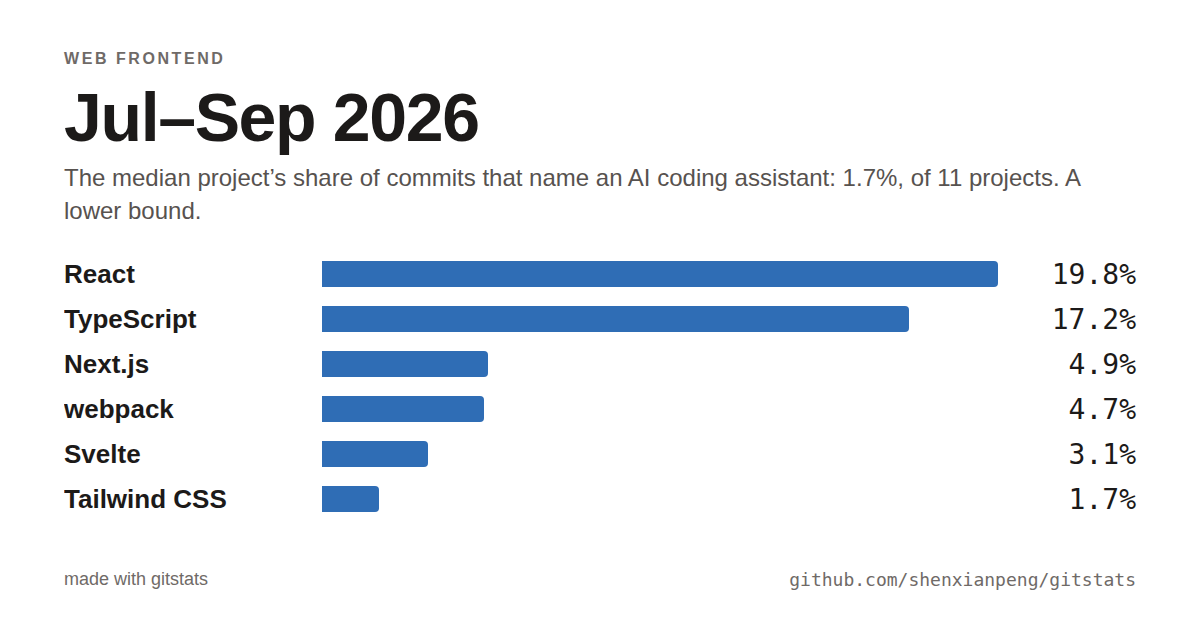 WEB FRONTEND
Jul–Sep 2026
The median project’s share of commits that name an AI coding assistant: 1.7%, of 11 projects. A
lower bound.
React 19.8%
TypeScript 17.2%
Next.js 4.9%
webpack 4.7%
Svelte 3.1%
Tailwind CSS 1.7%
made with gitstats github.com/shenxianpeng/gitstats